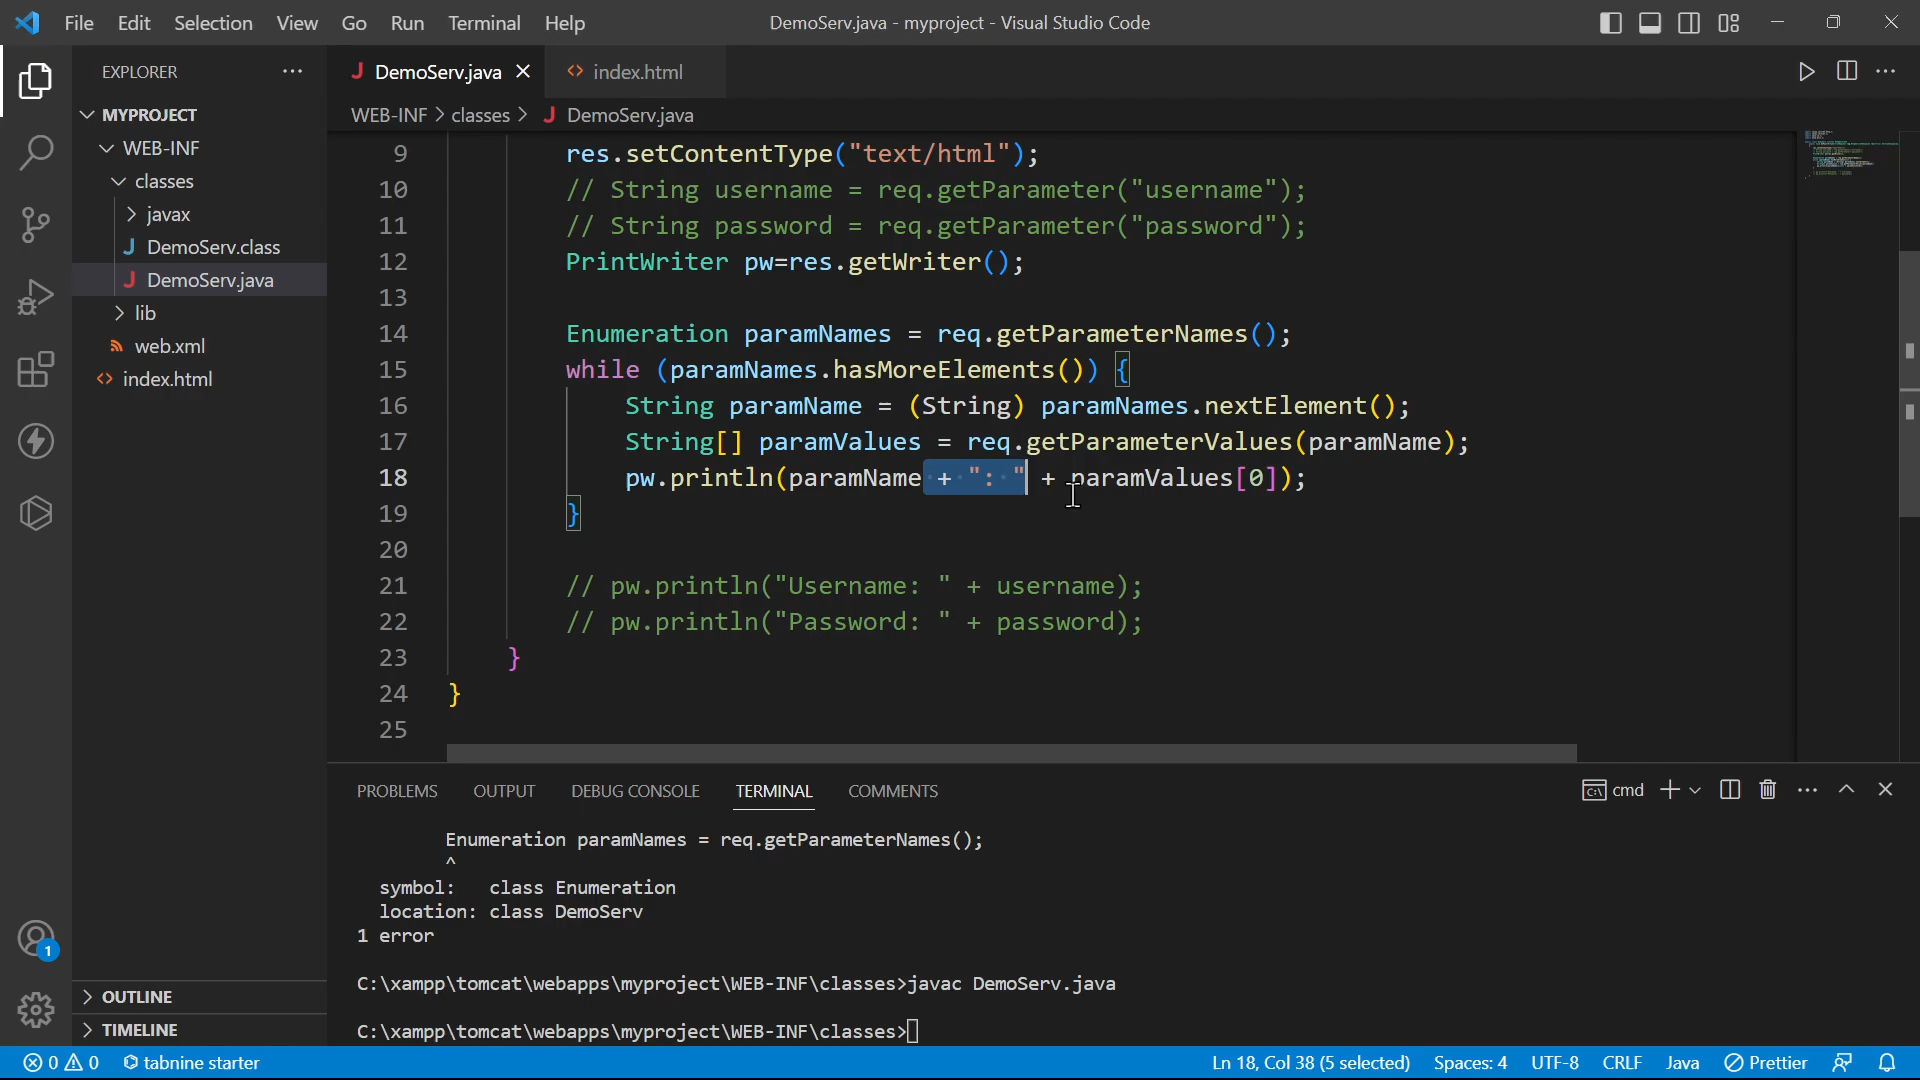 File Edit Selection View Go Run Terminal Help
DemoServ.java - myproject - Visual Studio Code
EXPLORER
DemoServ.java
index.html
MYPROJECT
WEB-INF
classes
javax
DemoServ.class
DemoServ.java
lib
web.xml
index.html
OUTLINE
TIMELINE
WEB-INF > classes > DemoServ.java
9 res.setContentType("text/html");
10 // String username = req.getParameter("username");
11 // String password = req.getParameter("password");
12 PrintWriter pw=res.getWriter();
13
14 Enumeration paramNames = req.getParameterNames();
15 while (paramNames.hasMoreElements()) {
16 String paramName = (String) paramNames.nextElement();
17 String[] paramValues = req.getParameterValues(paramName);
18 pw.println(paramName + ": " + paramValues[0]);
19 }
20
21 // pw.println("Username: " + username);
22 // pw.println("Password: " + password);
23 }
24 }
25
PROBLEMS OUTPUT DEBUG CONSOLE TERMINAL COMMENTS
cmd
Enumeration paramNames = req.getParameterNames();
^
symbol: class Enumeration
location: class DemoServ
1 error
C:\xampp\tomcat\webapps\myproject\WEB-INF\classes>javac DemoServ.java
C:\xampp\tomcat\webapps\myproject\WEB-INF\classes>
1
0 0 tabnine starter
Ln 18, Col 38 (5 selected) Spaces: 4 UTF-8 CRLF Java Prettier